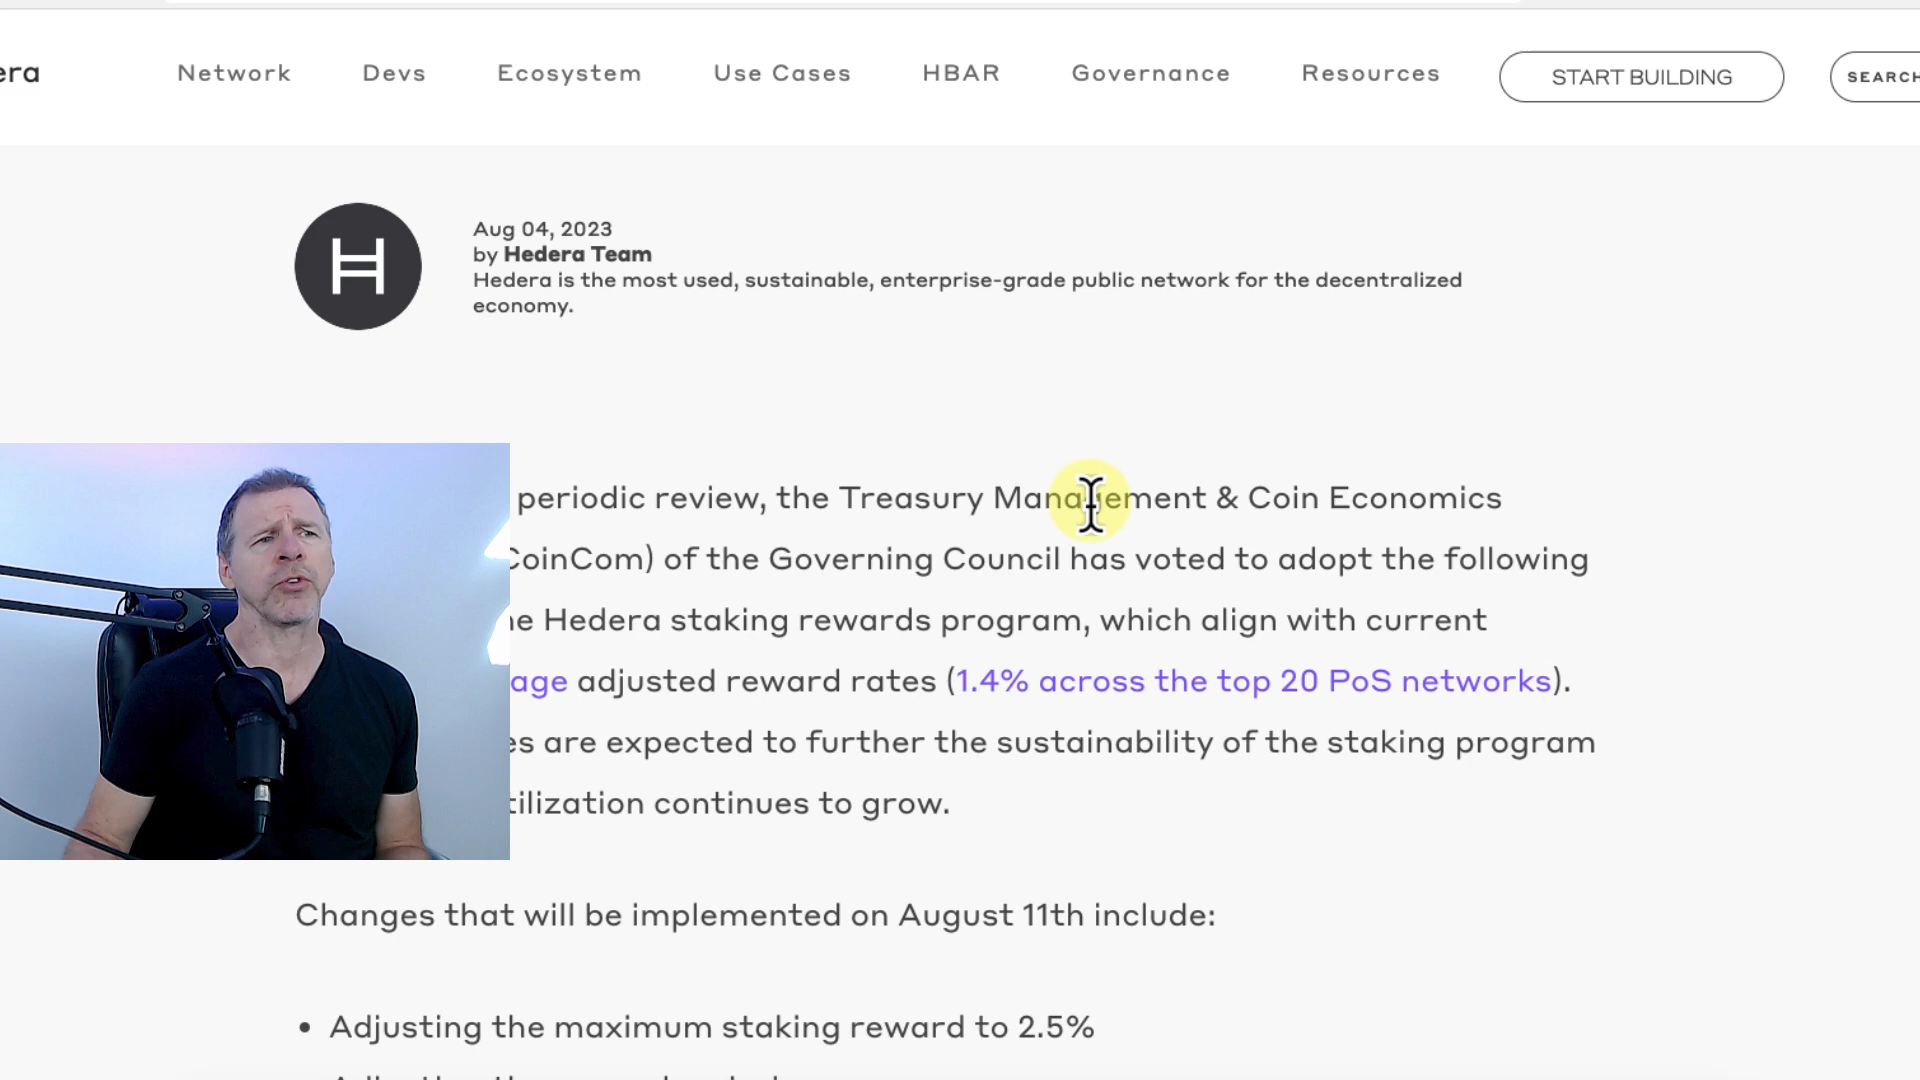 era
Network Devs Ecosystem Use Cases HBAR Governance Resources START BUILDING SEARCH
Aug 04, 2023
by Hedera Team
Hedera is the most used, sustainable, enterprise-grade public network for the decentralized
economy.
periodic review, the Treasury Management & Coin Economics
CoinCom) of the Governing Council has voted to adopt the following
he Hedera staking rewards program, which align with current
age adjusted reward rates (1.4% across the top 20 PoS networks).
es are expected to further the sustainability of the staking program
tilization continues to grow.
Changes that will be implemented on August 11th include:
• Adjusting the maximum staking reward to 2.5%